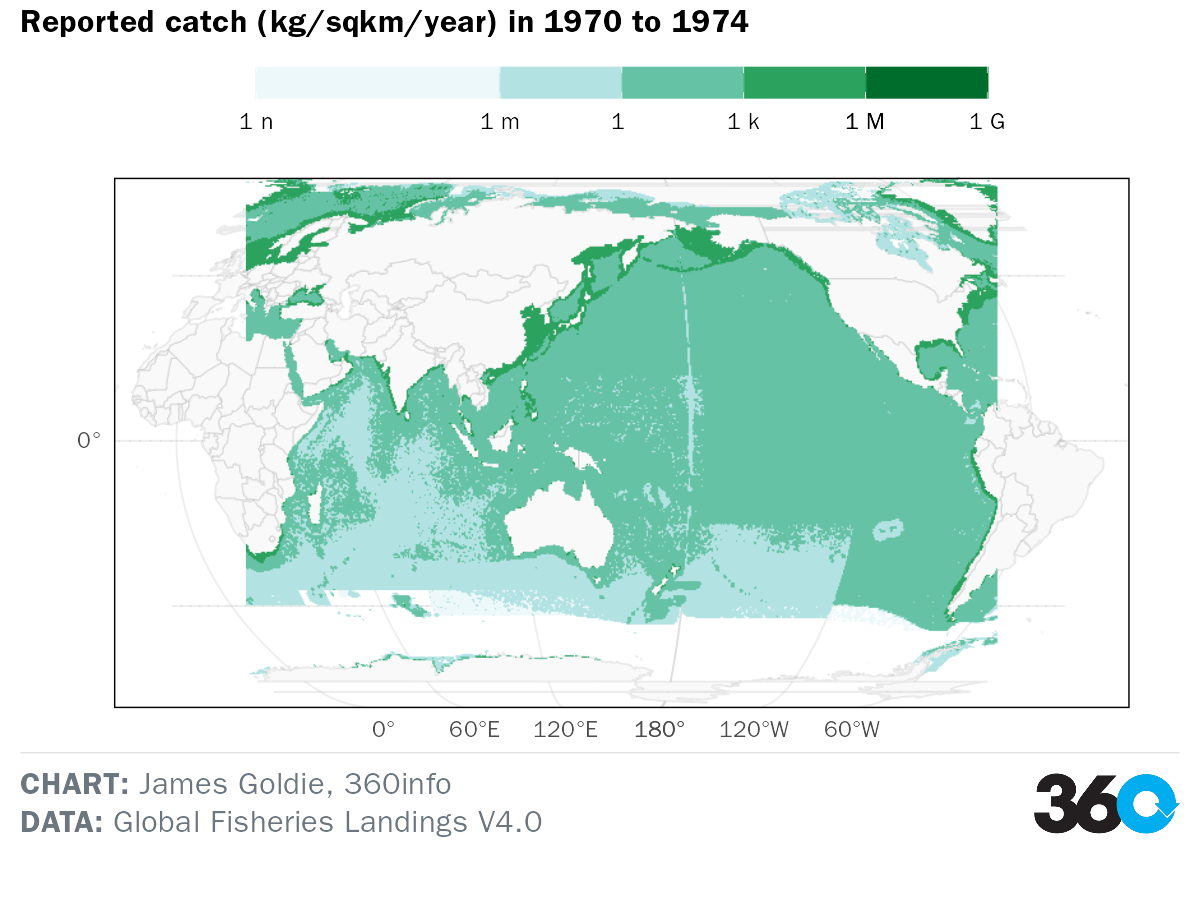 Reported catch (kg/sqkm/year) in 1970 to 1974
1 n 1 m 1 1 k 1 M 1 G
0°
0° 60°E 120°E 180° 120°W 60°W
CHART: James Goldie, 360info
DATA: Global Fisheries Landings V4.0
360